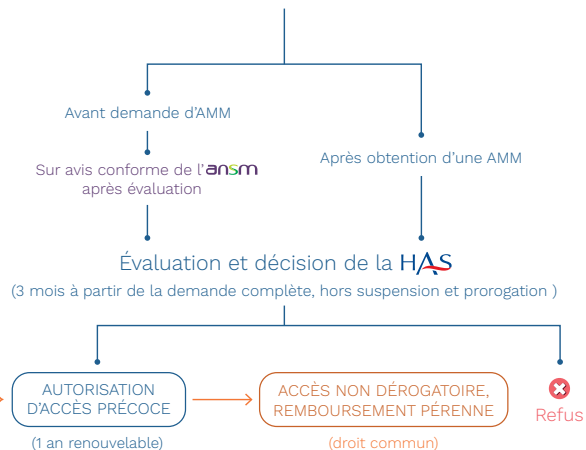 Avant demande d'AMM
Sur avis conforme de l'ansm
après évaluation
Après obtention d'une AMM
Évaluation et décision de la HAS
(3 mois à partir de la demande complète, hors suspension et prorogation )
AUTORISATION
D'ACCÈS PRÉCOCE
(1 an renouvelable)
ACCÈS NON DÉROGATOIRE,
REMBOURSEMENT PÉRENNE
(droit commun)
Refus